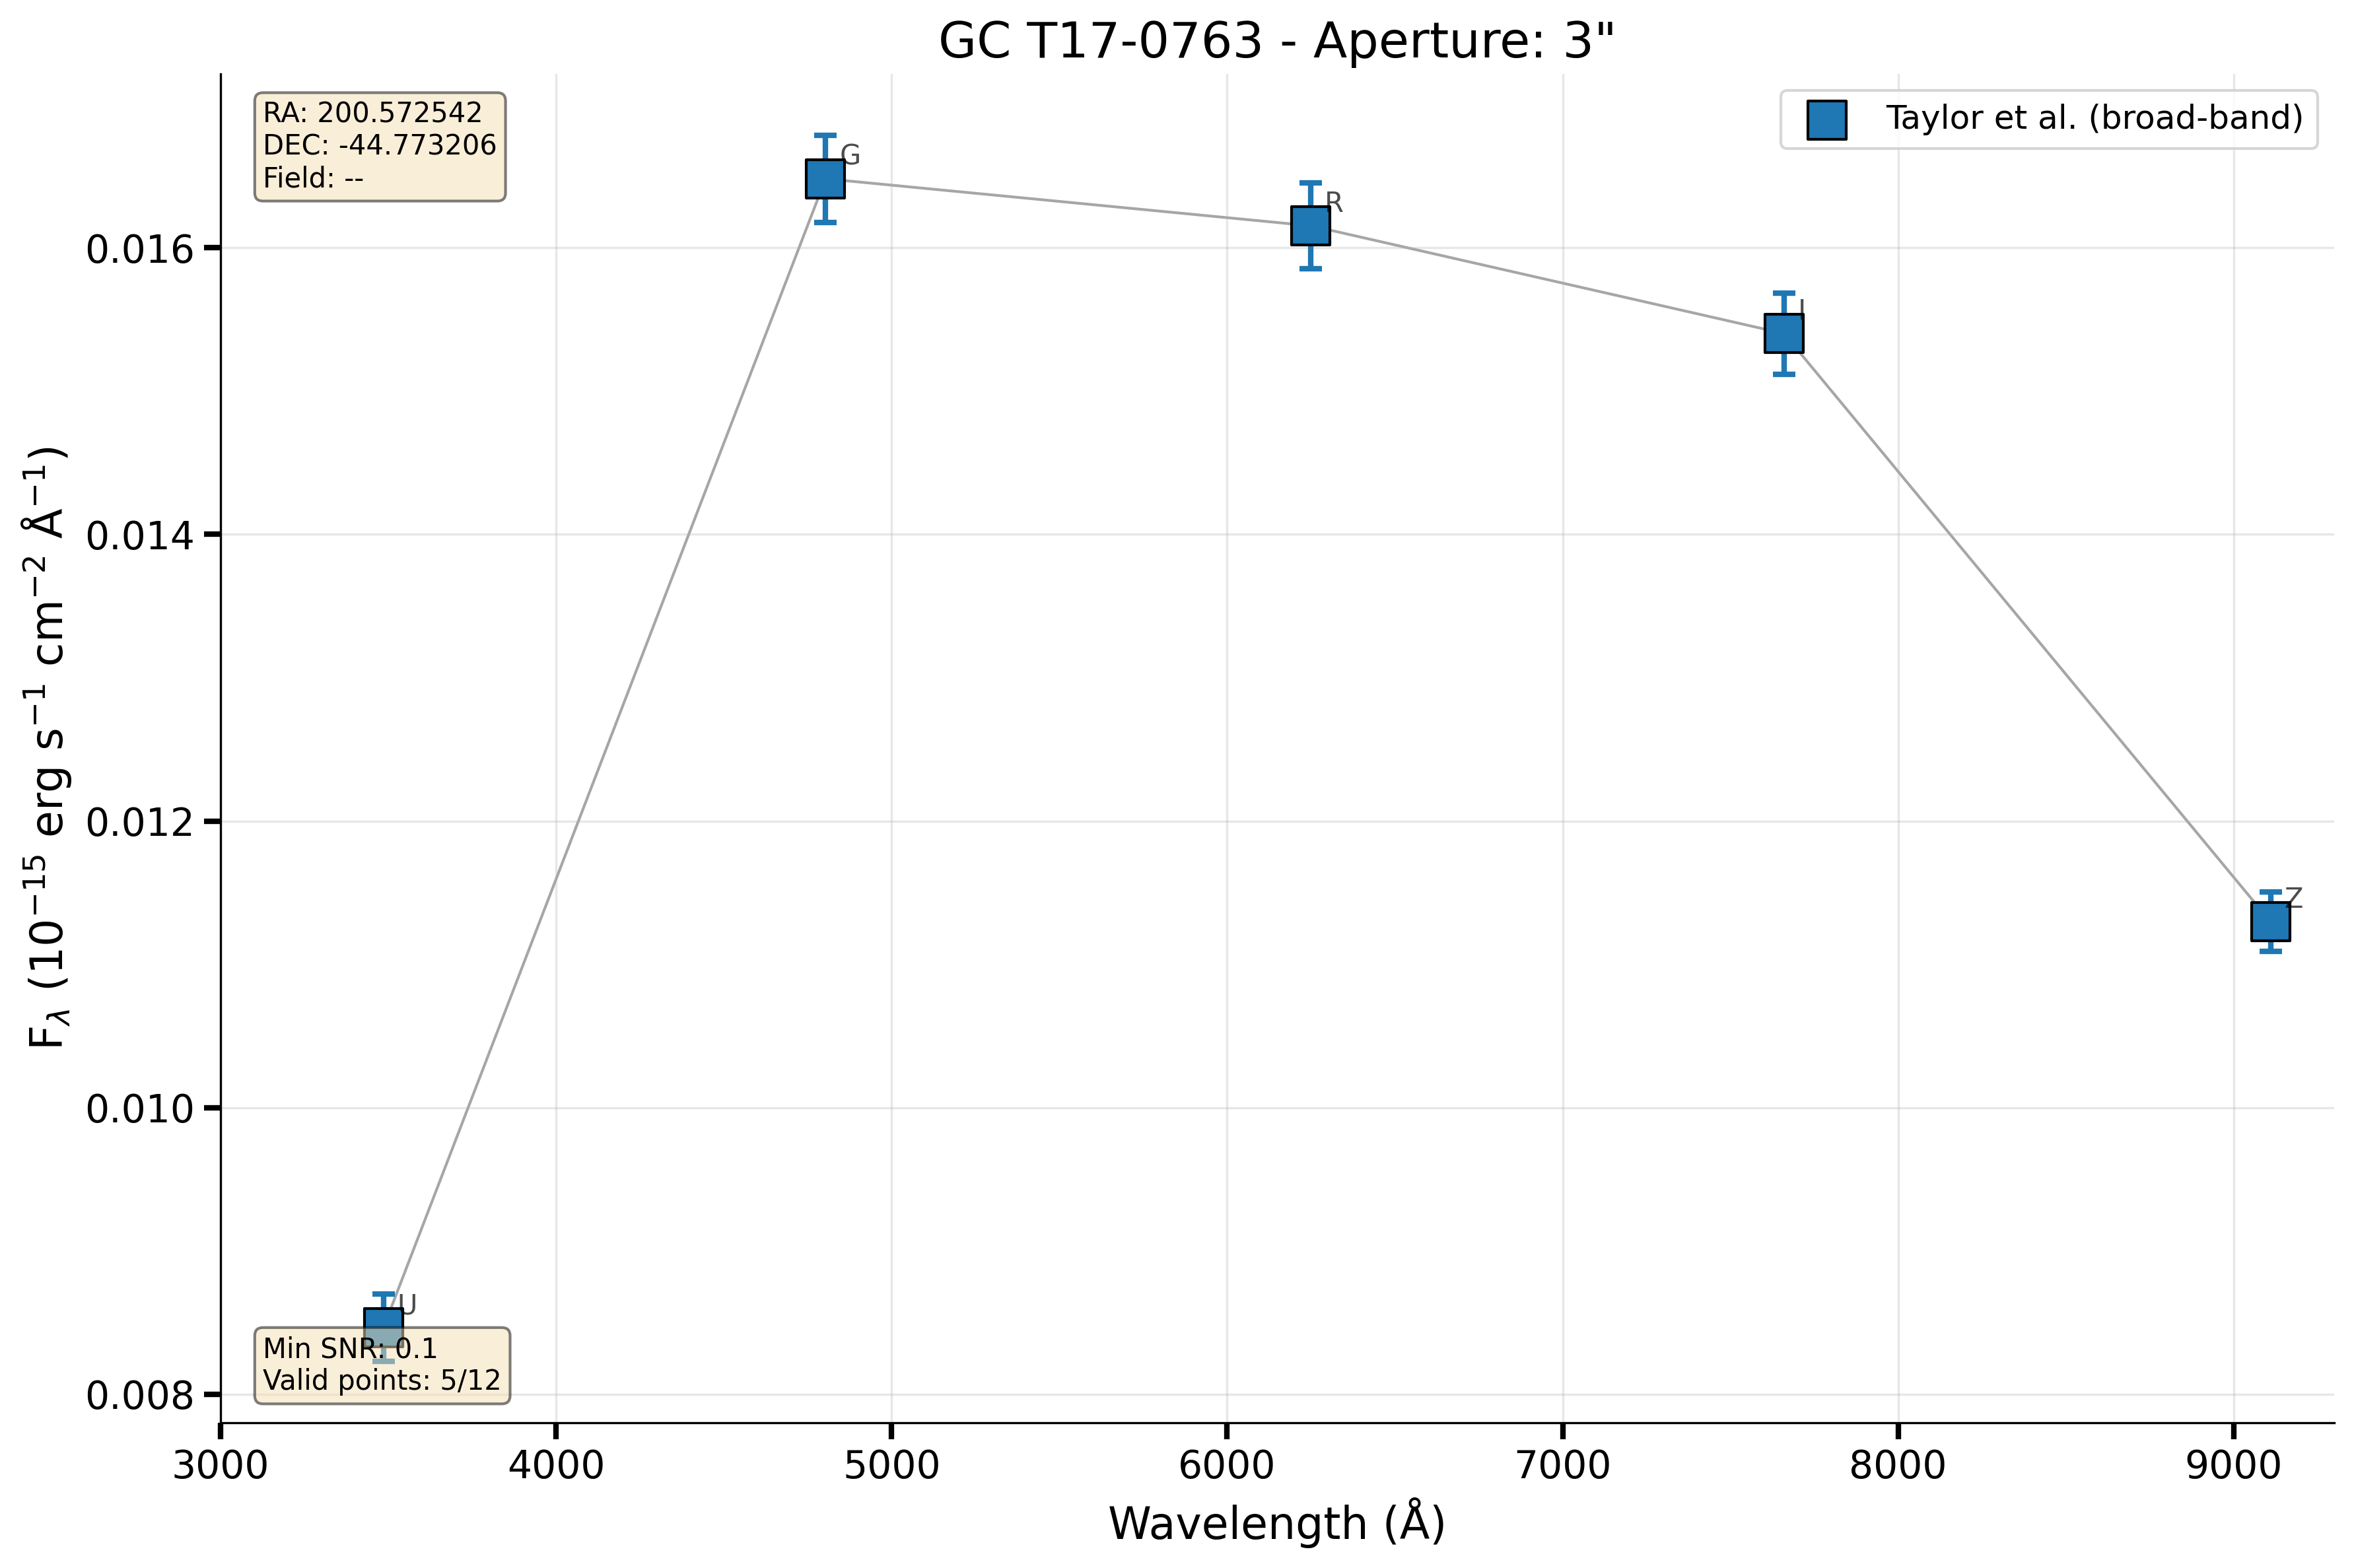 GC T17-0763 - Aperture: 3"
RA: 200.572542
DEC: -44.773206
Field: --
Taylor et al. (broad-band)
G
R
I
Z
U
Min SNR: 0.1
Valid points: 5/12
F_λ (10⁻¹⁵ erg s⁻¹ cm⁻² Å⁻¹)
0.016
0.014
0.012
0.010
0.008
3000 4000 5000 6000 7000 8000 9000
Wavelength (Å)